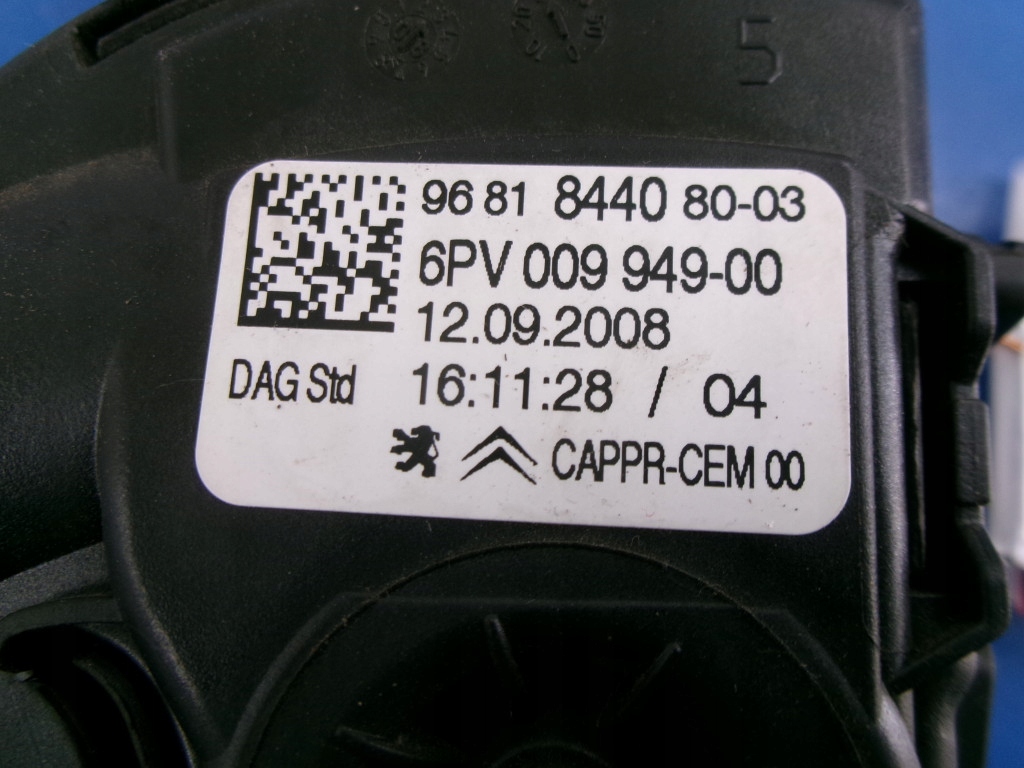 5
96 81 8440 80-03
6PV 009 949-00
12.09.2008
DAG Std 16:11:28 / 04
CAPPR-CEM 00